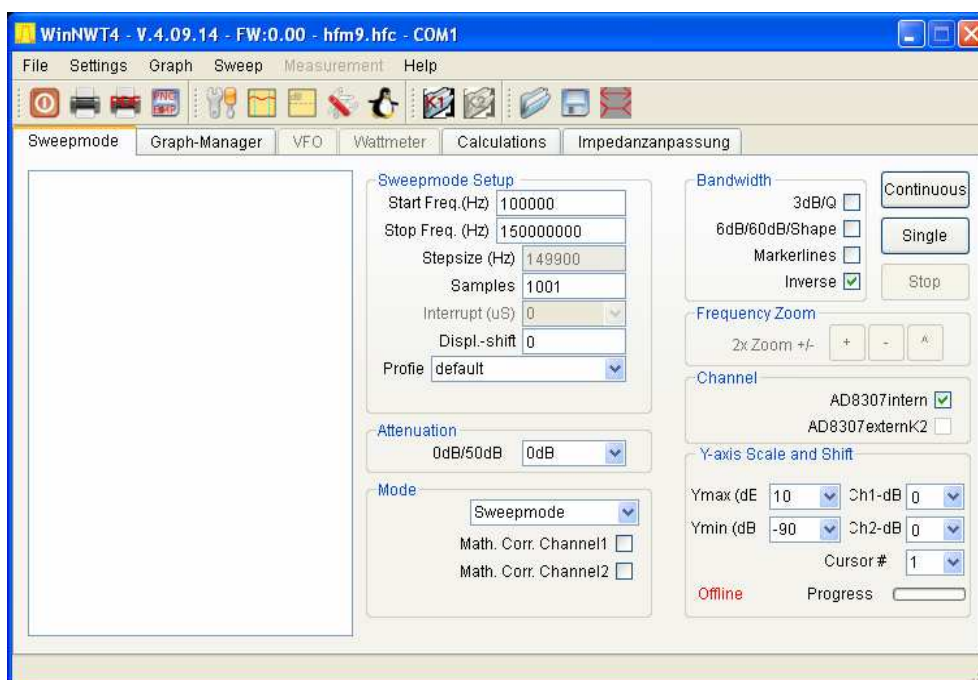 WinNWT4 - V.4.09.14 - FW:0.00 - hfm9.hfc - COM1
File Settings Graph Sweep Measurement Help
PNG
PDF
BMP
K1
K2
Sweepmode Graph-Manager VFO Wattmeter Calculations Impedanzanpassung
Sweepmode Setup
Start Freq.(Hz) 100000
Stop Freq. (Hz) 150000000
Stepsize (Hz) 149900
Samples 1001
Interrupt (uS) 0
Displ.-shift 0
Profie default
Attenuation
0dB/50dB 0dB
Mode
Sweepmode
Math. Corr. Channel1
Math. Corr. Channel2
Bandwidth
3dB/Q
6dB/60dB/Shape
Markerlines
Inverse
Continuous
Single
Stop
Frequency Zoom
2x Zoom +/- + - ^
Channel
AD8307intern
AD8307externK2
Y-axis Scale and Shift
Ymax (dE 10 Ch1-dB 0
Ymin (dB -90 Ch2-dB 0
Cursor # 1
Offline Progress